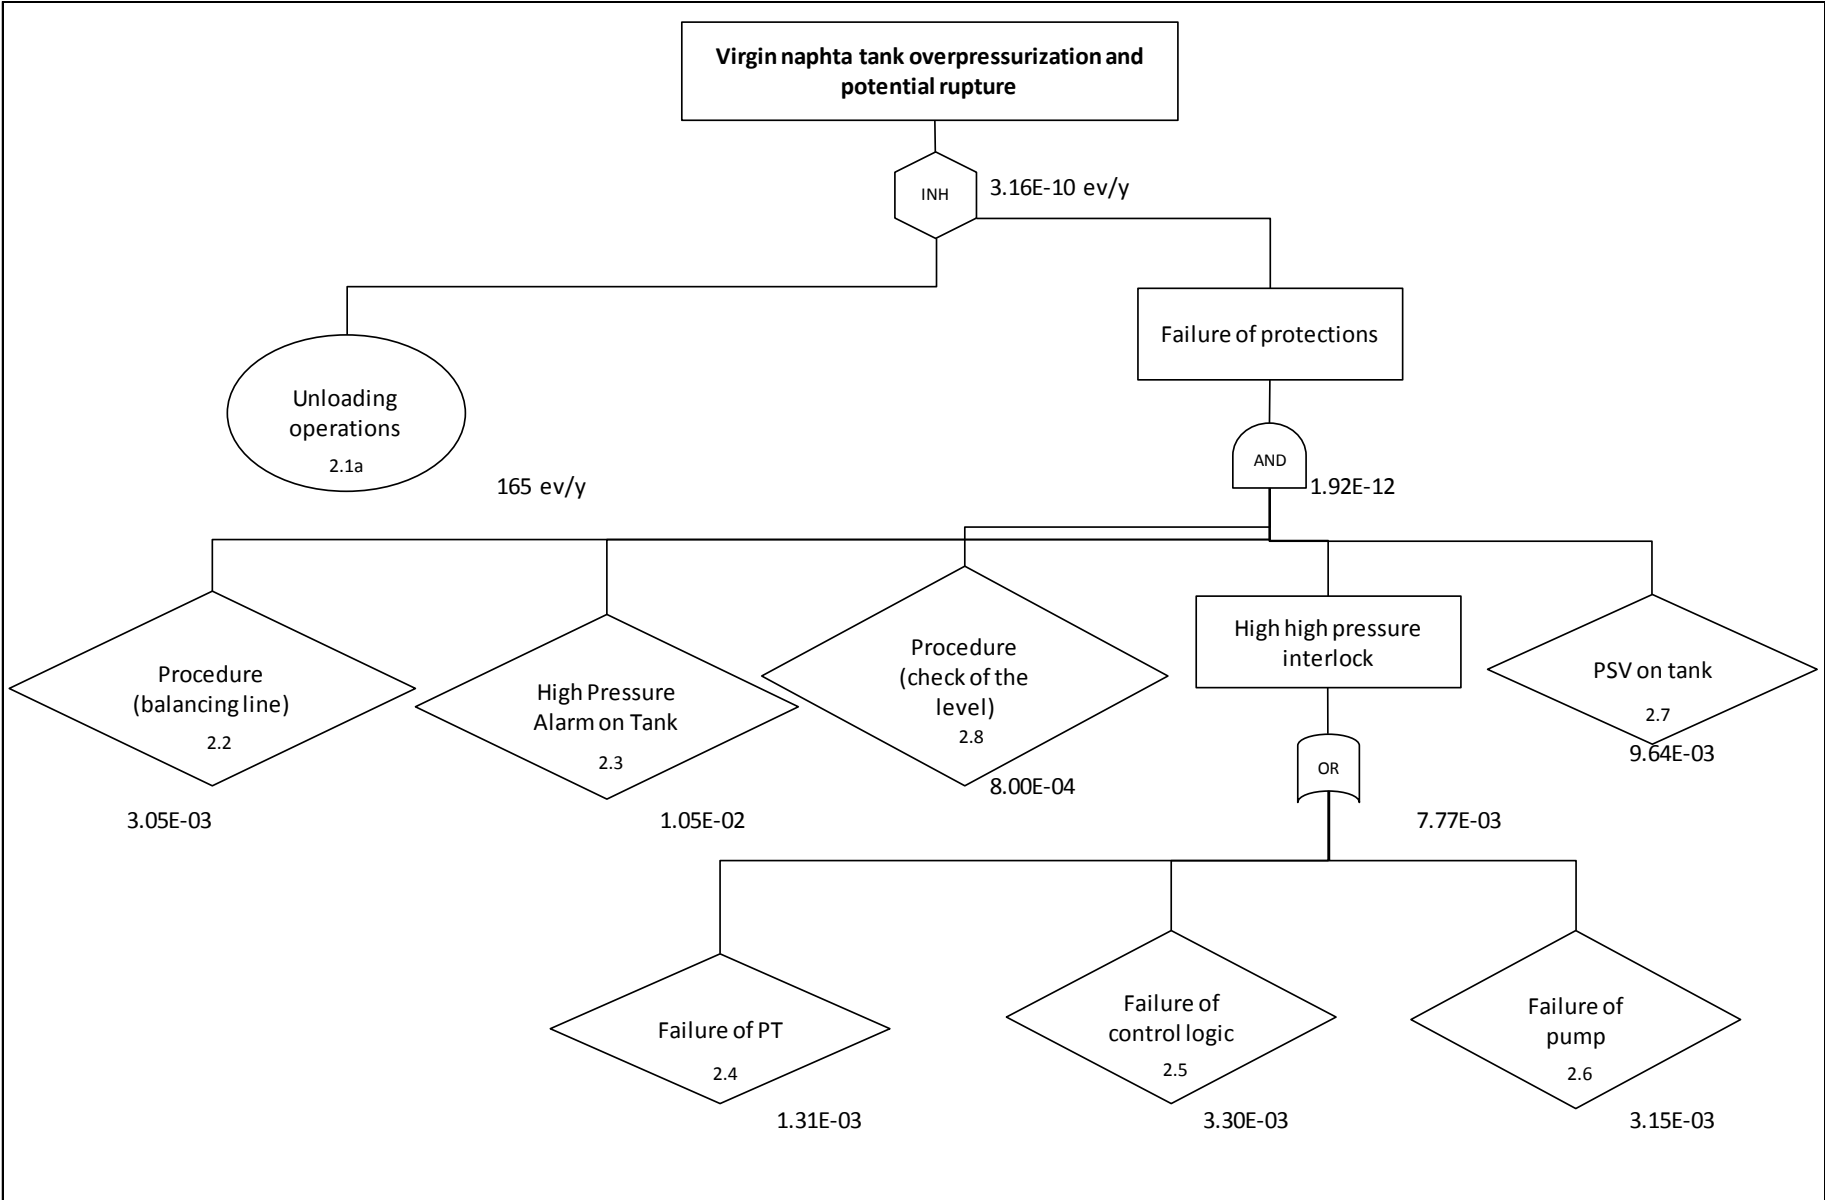 Virgin naphta tank overpressurization and
potential rupture
INH
3.16E-10 ev/y
Failure of protections
Unloading
operations
2.1a
165 ev/y
AND
1.92E-12
Procedure
(balancing line)
2.2
3.05E-03
High Pressure
Alarm on Tank
2.3
1.05E-02
Procedure
(check of the
level)
2.8
8.00E-04
High high pressure
interlock
OR
7.77E-03
PSV on tank
2.7
9.64E-03
Failure of PT
2.4
1.31E-03
Failure of
control logic
2.5
3.30E-03
Failure of
pump
2.6
3.15E-03